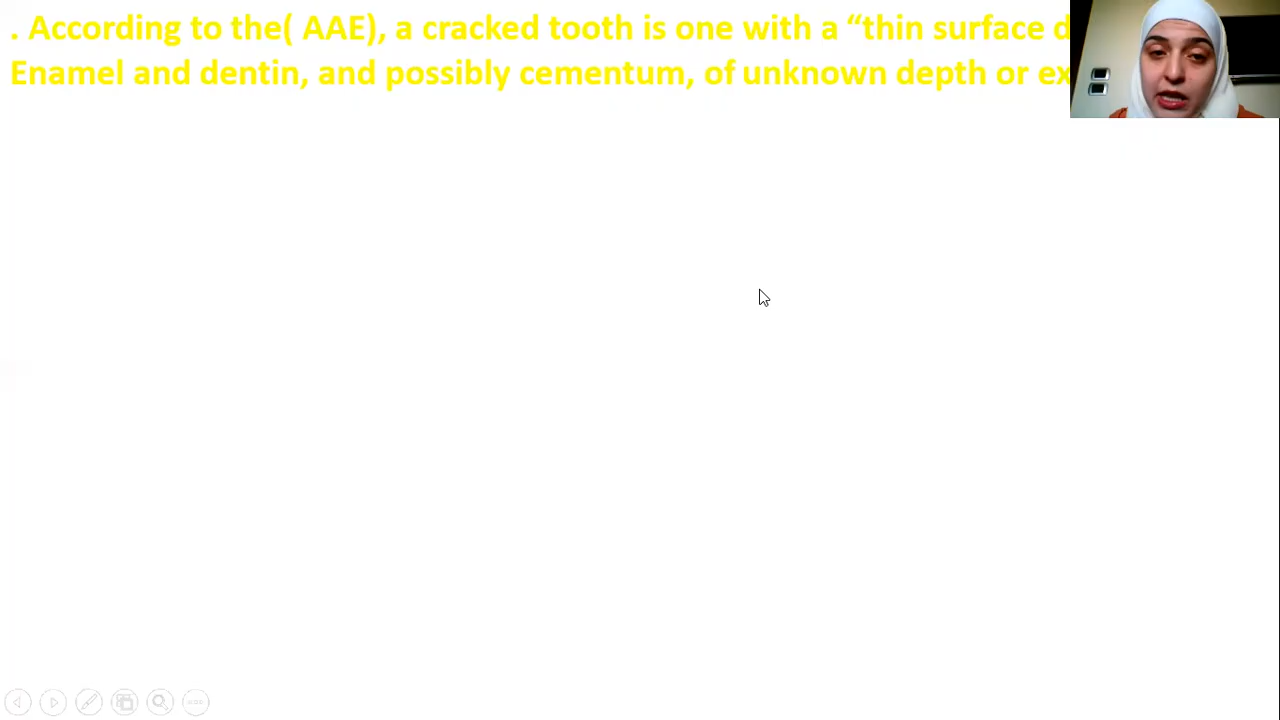 . According to the( AAE), a cracked tooth is one with a “thin surface
Enamel and dentin, and possibly cementum, of unknown depth or